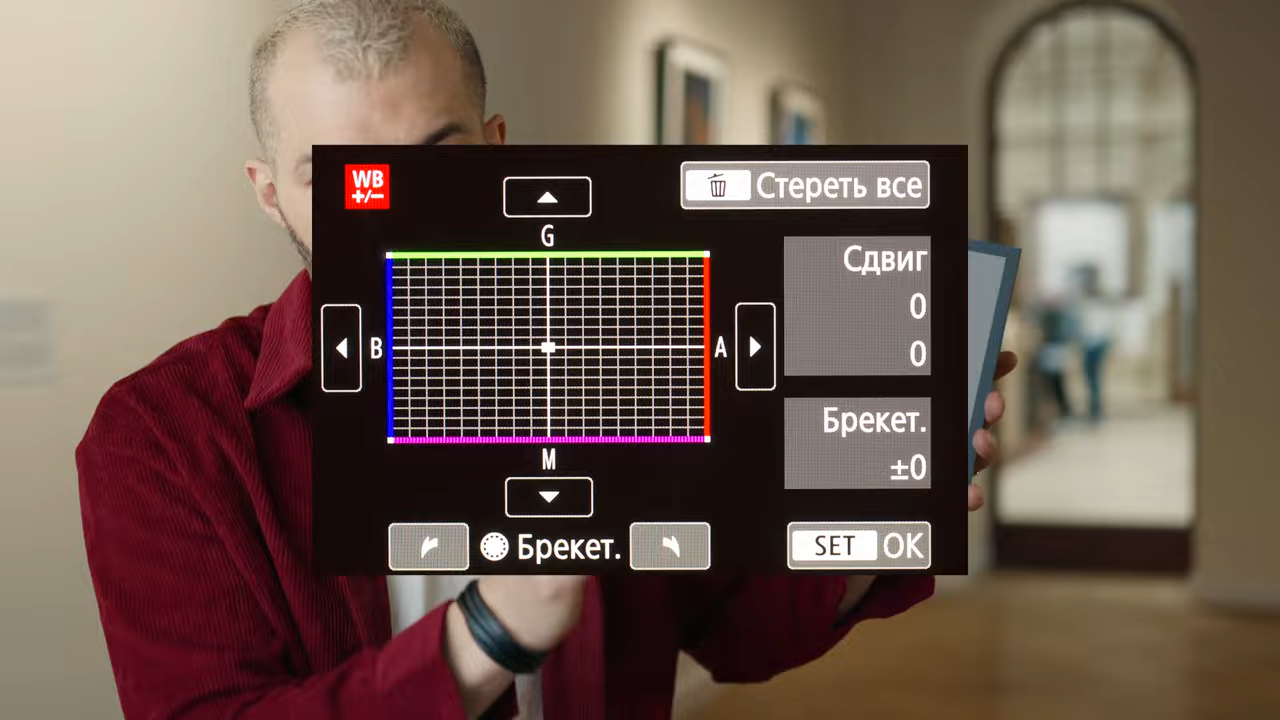 WB
+/−
Стереть все
G
Сдвиг
0
B
A
0
Брекет.
M
±0
Брекет.
SET OK